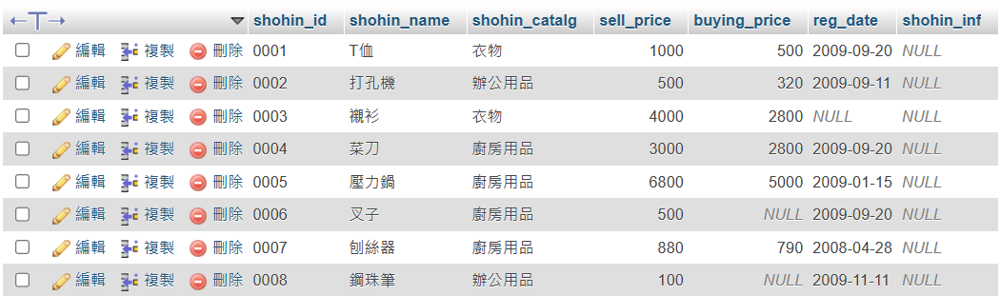 shohin_id shohin_name shohin_catalg sell_price buying_price reg_date shohin_inf
編輯 複製 刪除 0001 T恤 衣物 1000 500 2009-09-20 NULL
編輯 複製 刪除 0002 打孔機 辦公用品 500 320 2009-09-11 NULL
編輯 複製 刪除 0003 襯衫 衣物 4000 2800 NULL NULL
編輯 複製 刪除 0004 菜刀 廚房用品 3000 2800 2009-09-20 NULL
編輯 複製 刪除 0005 壓力鍋 廚房用品 6800 5000 2009-01-15 NULL
編輯 複製 刪除 0006 叉子 廚房用品 500 NULL 2009-09-20 NULL
編輯 複製 刪除 0007 刨絲器 廚房用品 880 790 2008-04-28 NULL
編輯 複製 刪除 0008 鋼珠筆 辦公用品 100 NULL 2009-11-11 NULL